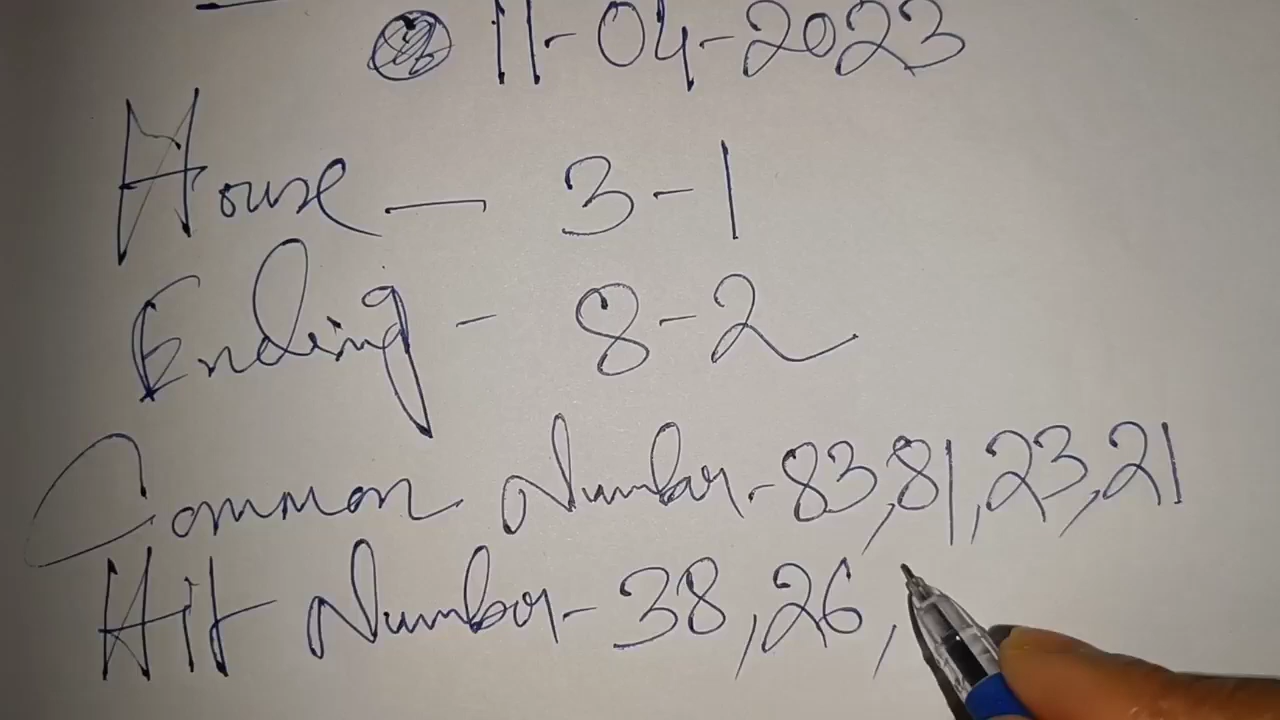 11-04-2023
House - 3-1
Ending - 8-2
Common Number - 83,81,23,21
Hit Number - 38,26,